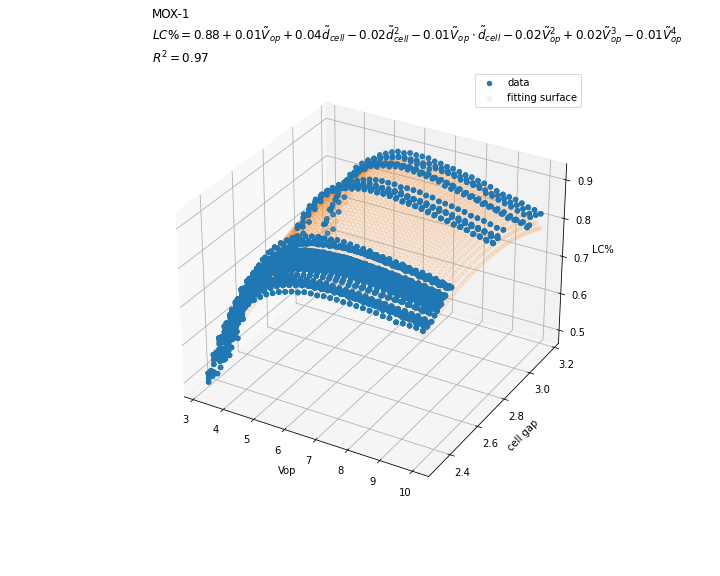 MOX-1
LC% = 0.88 + 0.01Ṽ_op + 0.04d̃_cell − 0.02d̃²_cell − 0.01Ṽ_op · d̃_cell − 0.02Ṽ²_op + 0.02Ṽ³_op − 0.01Ṽ⁴_op
R² = 0.97
data
fitting surface
0.9
0.8
0.7
0.6
0.5
LC%
3.2
3.0
2.8
2.6
2.4
cell gap
3
4
5
6
7
8
9
10
Vop